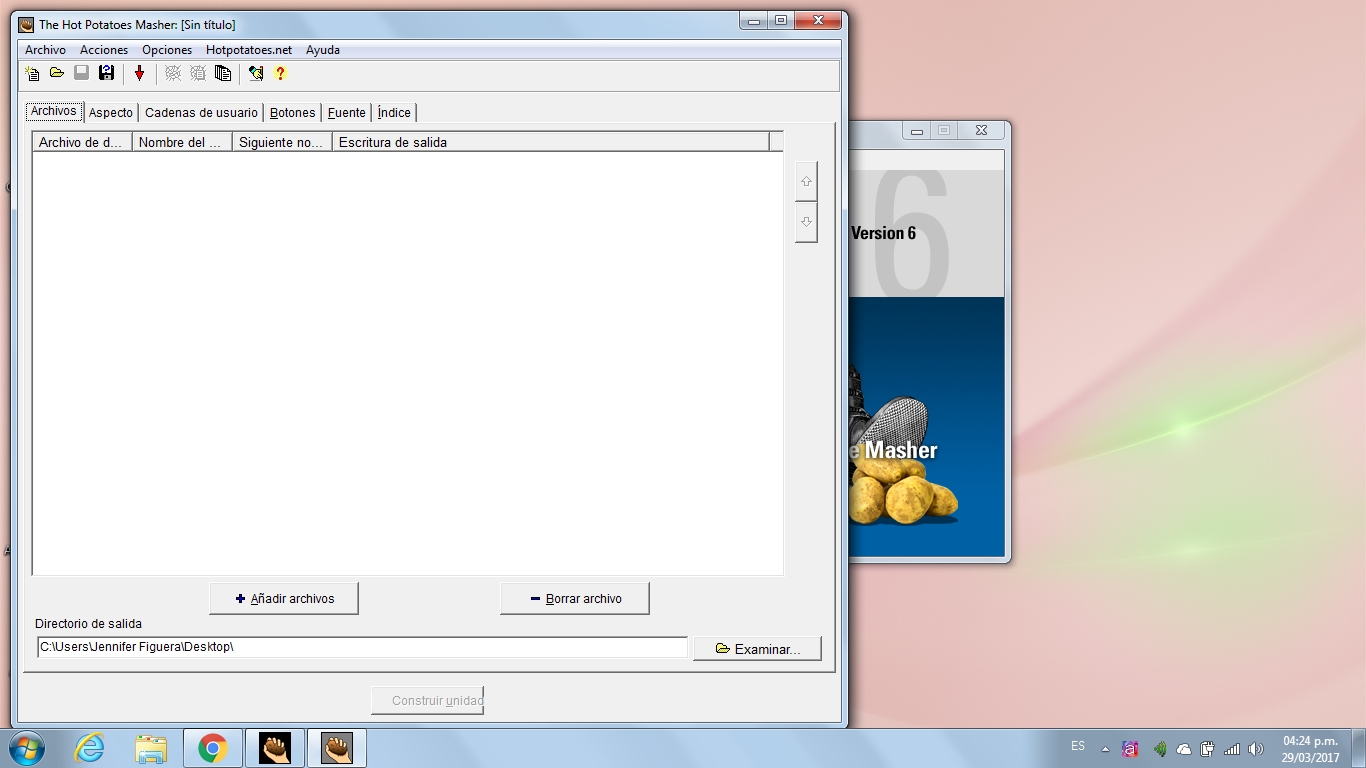 The Hot Potatoes Masher: [Sin título]
Archivo Acciones Opciones Hotpotatoes.net Ayuda
Archivos Aspecto Cadenas de usuario Botones Fuente Índice
Archivo de d... Nombre del ... Siguiente no... Escritura de salida
6
Version 6
e Masher
Añadir archivos Borrar archivo
Directorio de salida
C:\Users\Jennifer Figuera\Desktop\
Examinar...
Construir unidad
ES
04:24 p.m.
29/03/2017